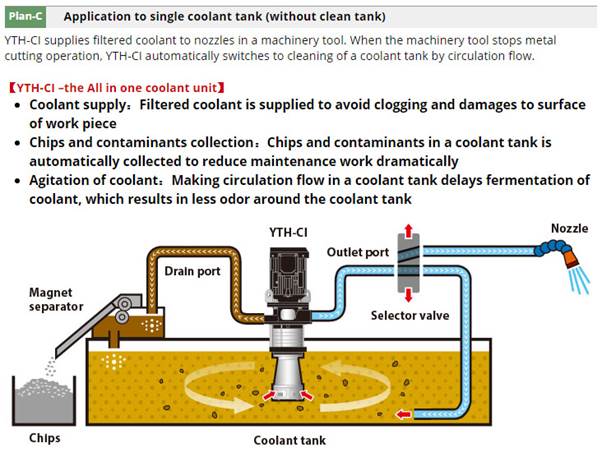 Plan-C Application to single coolant tank (without clean tank)
YTH-CI supplies filtered coolant to nozzles in a machinery tool. When the machinery tool stops metal
cutting operation, YTH-CI automatically switches to cleaning of a coolant tank by circulation flow.
【YTH-CI –the All in one coolant unit】
• Coolant supply：Filtered coolant is supplied to avoid clogging and damages to surface
of work piece
• Chips and contaminants collection：Chips and contaminants in a coolant tank is
automatically collected to reduce maintenance work dramatically
• Agitation of coolant：Making circulation flow in a coolant tank delays fermentation of
coolant, which results in less odor around the coolant tank
YTH-CI
Nozzle
Outlet port
Drain port
Magnet
separator
Selector valve
Chips
Coolant tank